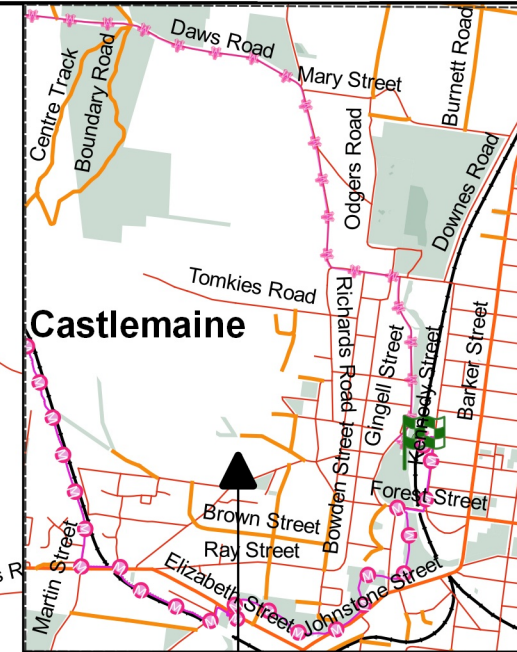 Daws Road
Burnett Road
Mary Street
Centre Track
Boundary Road
Odgers Road
Downes Road
Tomkies Road
Castlemaine
Richards Road
Gingell Street
Kennedy Street
Barker Street
Forest Street
Bowden Street
Brown Street
Ray Street
Elizabeth Street
Johnstone Street
Martin Street
s R